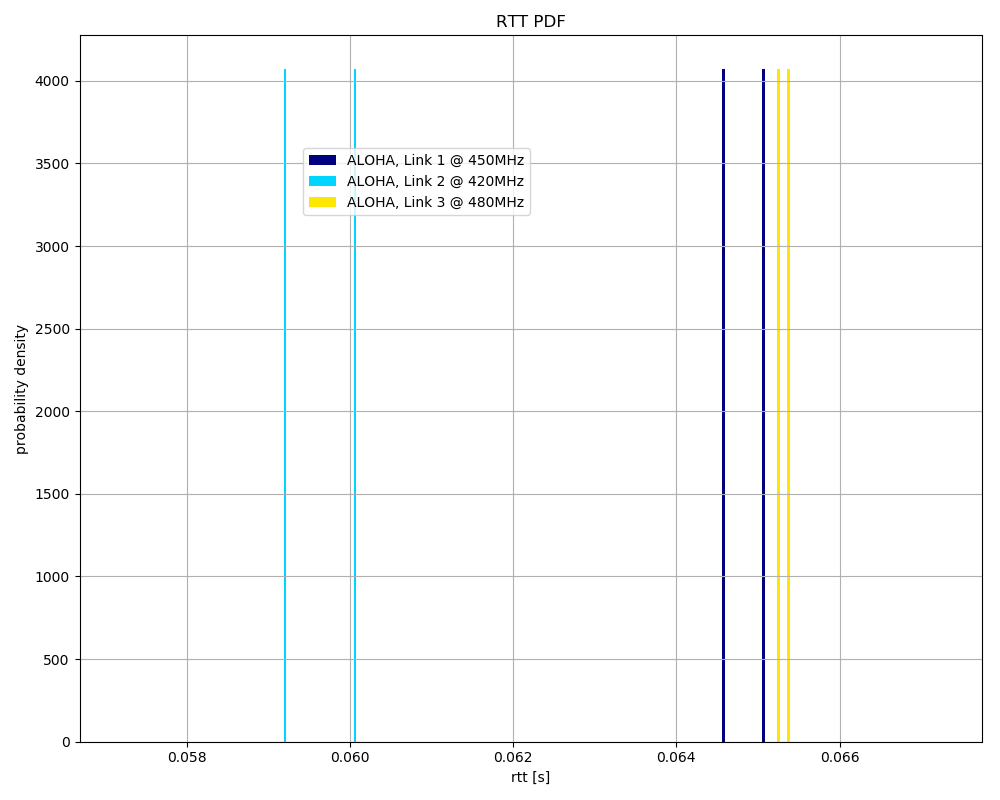 RTT PDF
4000
3500
3000
2500
2000
1500
1000
500
0
probability density
ALOHA, Link 1 @ 450MHz
ALOHA, Link 2 @ 420MHz
ALOHA, Link 3 @ 480MHz
0.058 0.060 0.062 0.064 0.066
rtt [s]